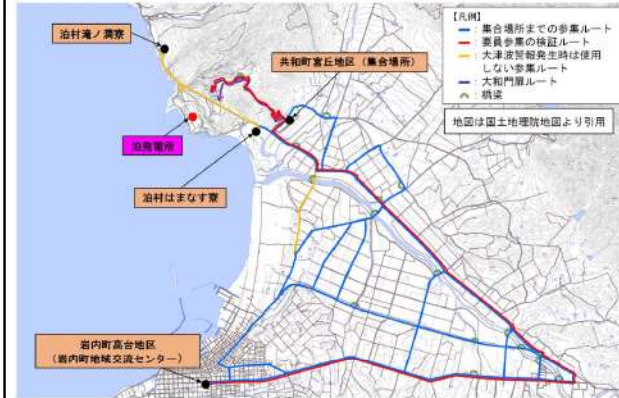 泊村滝ノ澗寮
共和町宮丘地区（集合場所）
【凡例】
：集合場所までの参集ルート
：要員参集の検証ルート
：大津波警報発生時は使用
しない参集ルート
：大和門扉ルート
：橋梁
地図は国土地理院地図より引用
泊発電所
泊村はまなす寮
岩内町高台地区
（岩内町地域交流センター）